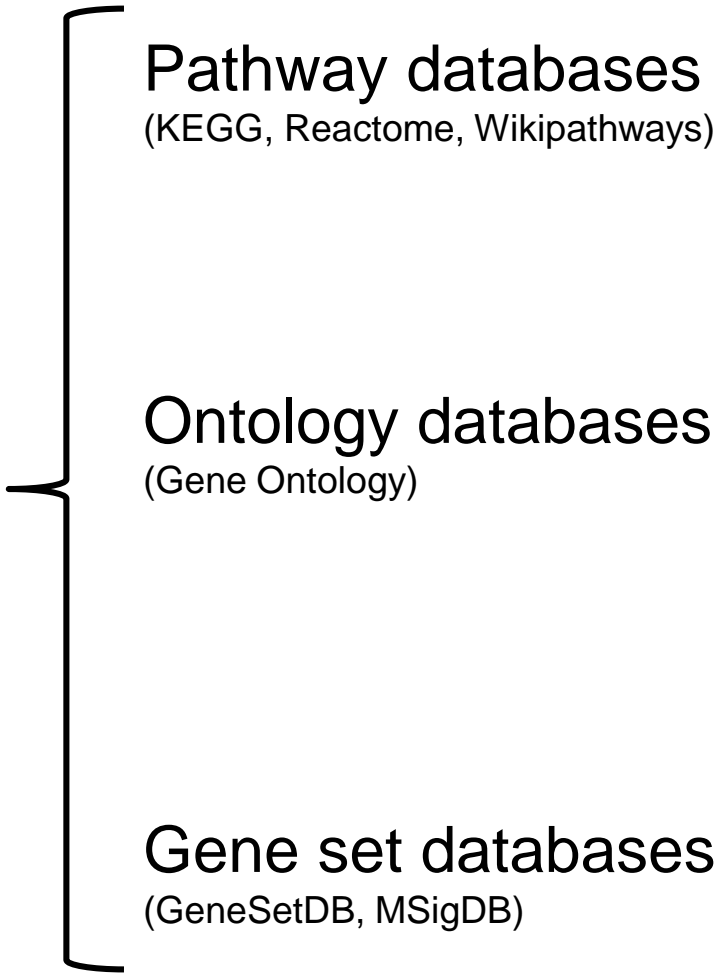 Pathway databases
(KEGG, Reactome, Wikipathways)
Ontology databases
(Gene Ontology)
Gene set databases
(GeneSetDB, MSigDB)